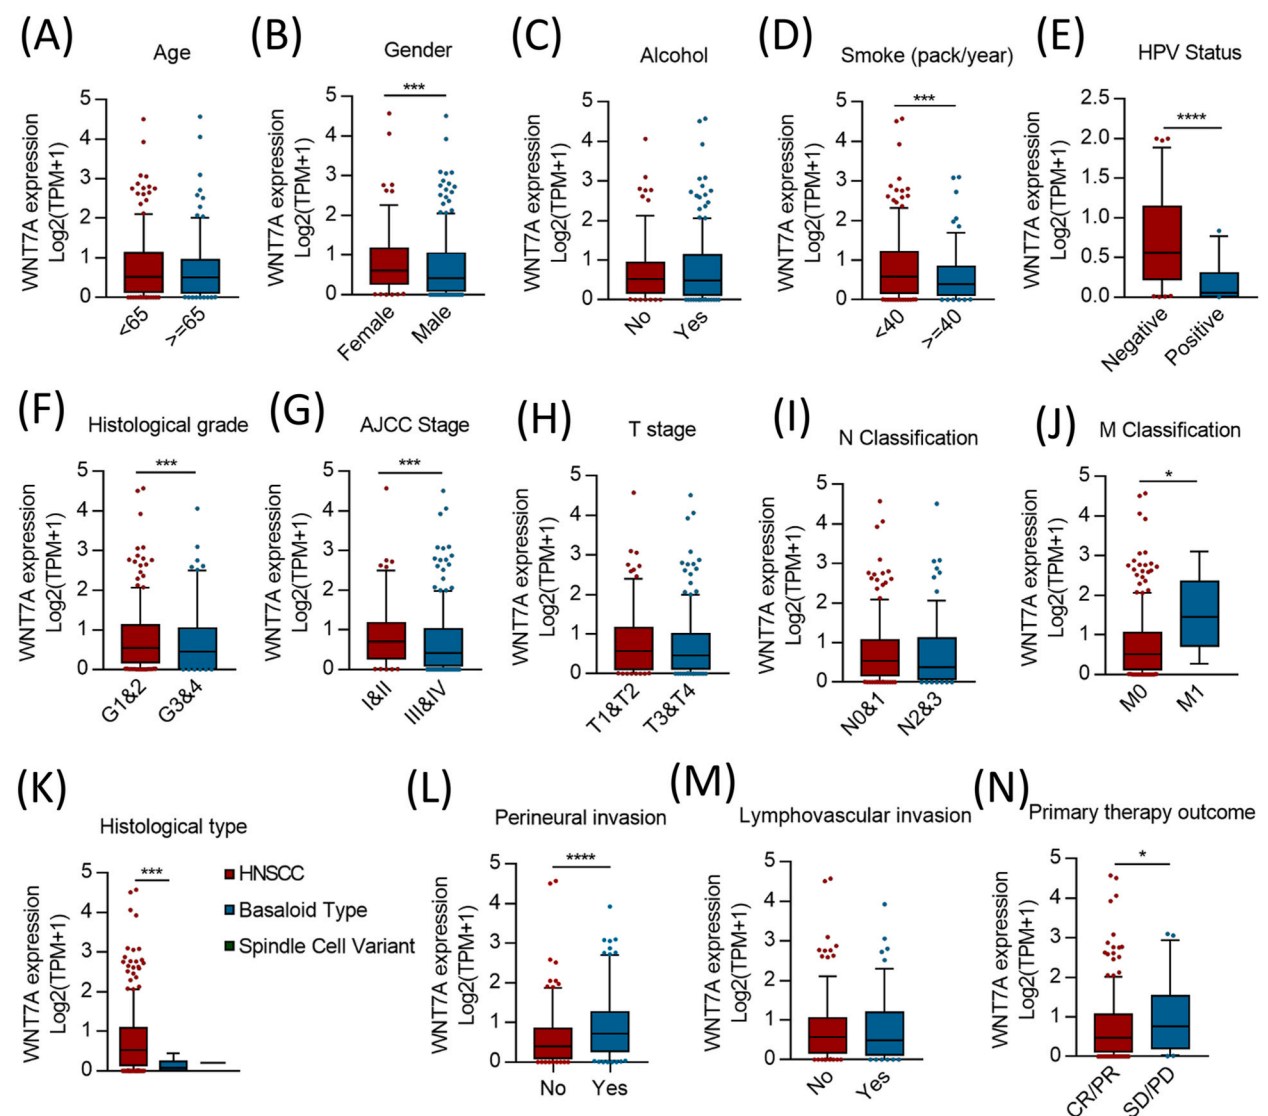 (A)
Age
WNT7A expression
Log2(TPM+1)
5
4
3
2
1
0
<65
>=65
(B)
Gender
***
WNT7A expression
Log2(TPM+1)
5
4
3
2
1
0
Female
Male
(C)
Alcohol
WNT7A expression
Log2(TPM+1)
5
4
3
2
1
0
No
Yes
(D)
Smoke (pack/year)
***
WNT7A expression
Log2(TPM+1)
5
4
3
2
1
0
<40
>=40
(E)
HPV Status
****
WNT7A expression
Log2(TPM+1)
2.5
2.0
1.5
1.0
0.5
0.0
Negative
Positive
(F)
Histological grade
***
WNT7A expression
Log2(TPM+1)
5
4
3
2
1
0
G1&2
G3&4
(G)
AJCC Stage
***
WNT7A expression
Log2(TPM+1)
5
4
3
2
1
0
I&II
III&IV
(H)
T stage
WNT7A expression
Log2(TPM+1)
5
4
3
2
1
0
T1&T2
T3&T4
(I)
N Classification
WNT7A expression
Log2(TPM+1)
5
4
3
2
1
0
N0&1
N2&3
(J)
M Classification
*
WNT7A expression
Log2(TPM+1)
5
4
3
2
1
0
M0
M1
(K)
Histological type
***
WNT7A expression
Log2(TPM+1)
5
4
3
2
1
0
HNSCC
Basaloid Type
Spindle Cell Variant
(L)
Perineural invasion
****
WNT7A expression
Log2(TPM+1)
5
4
3
2
1
0
No
Yes
(M)
Lymphovascular invasion
WNT7A expression
Log2(TPM+1)
5
4
3
2
1
0
No
Yes
(N)
Primary therapy outcome
*
WNT7A expression
Log2(TPM+1)
5
4
3
2
1
0
CR/PR
SD/PD